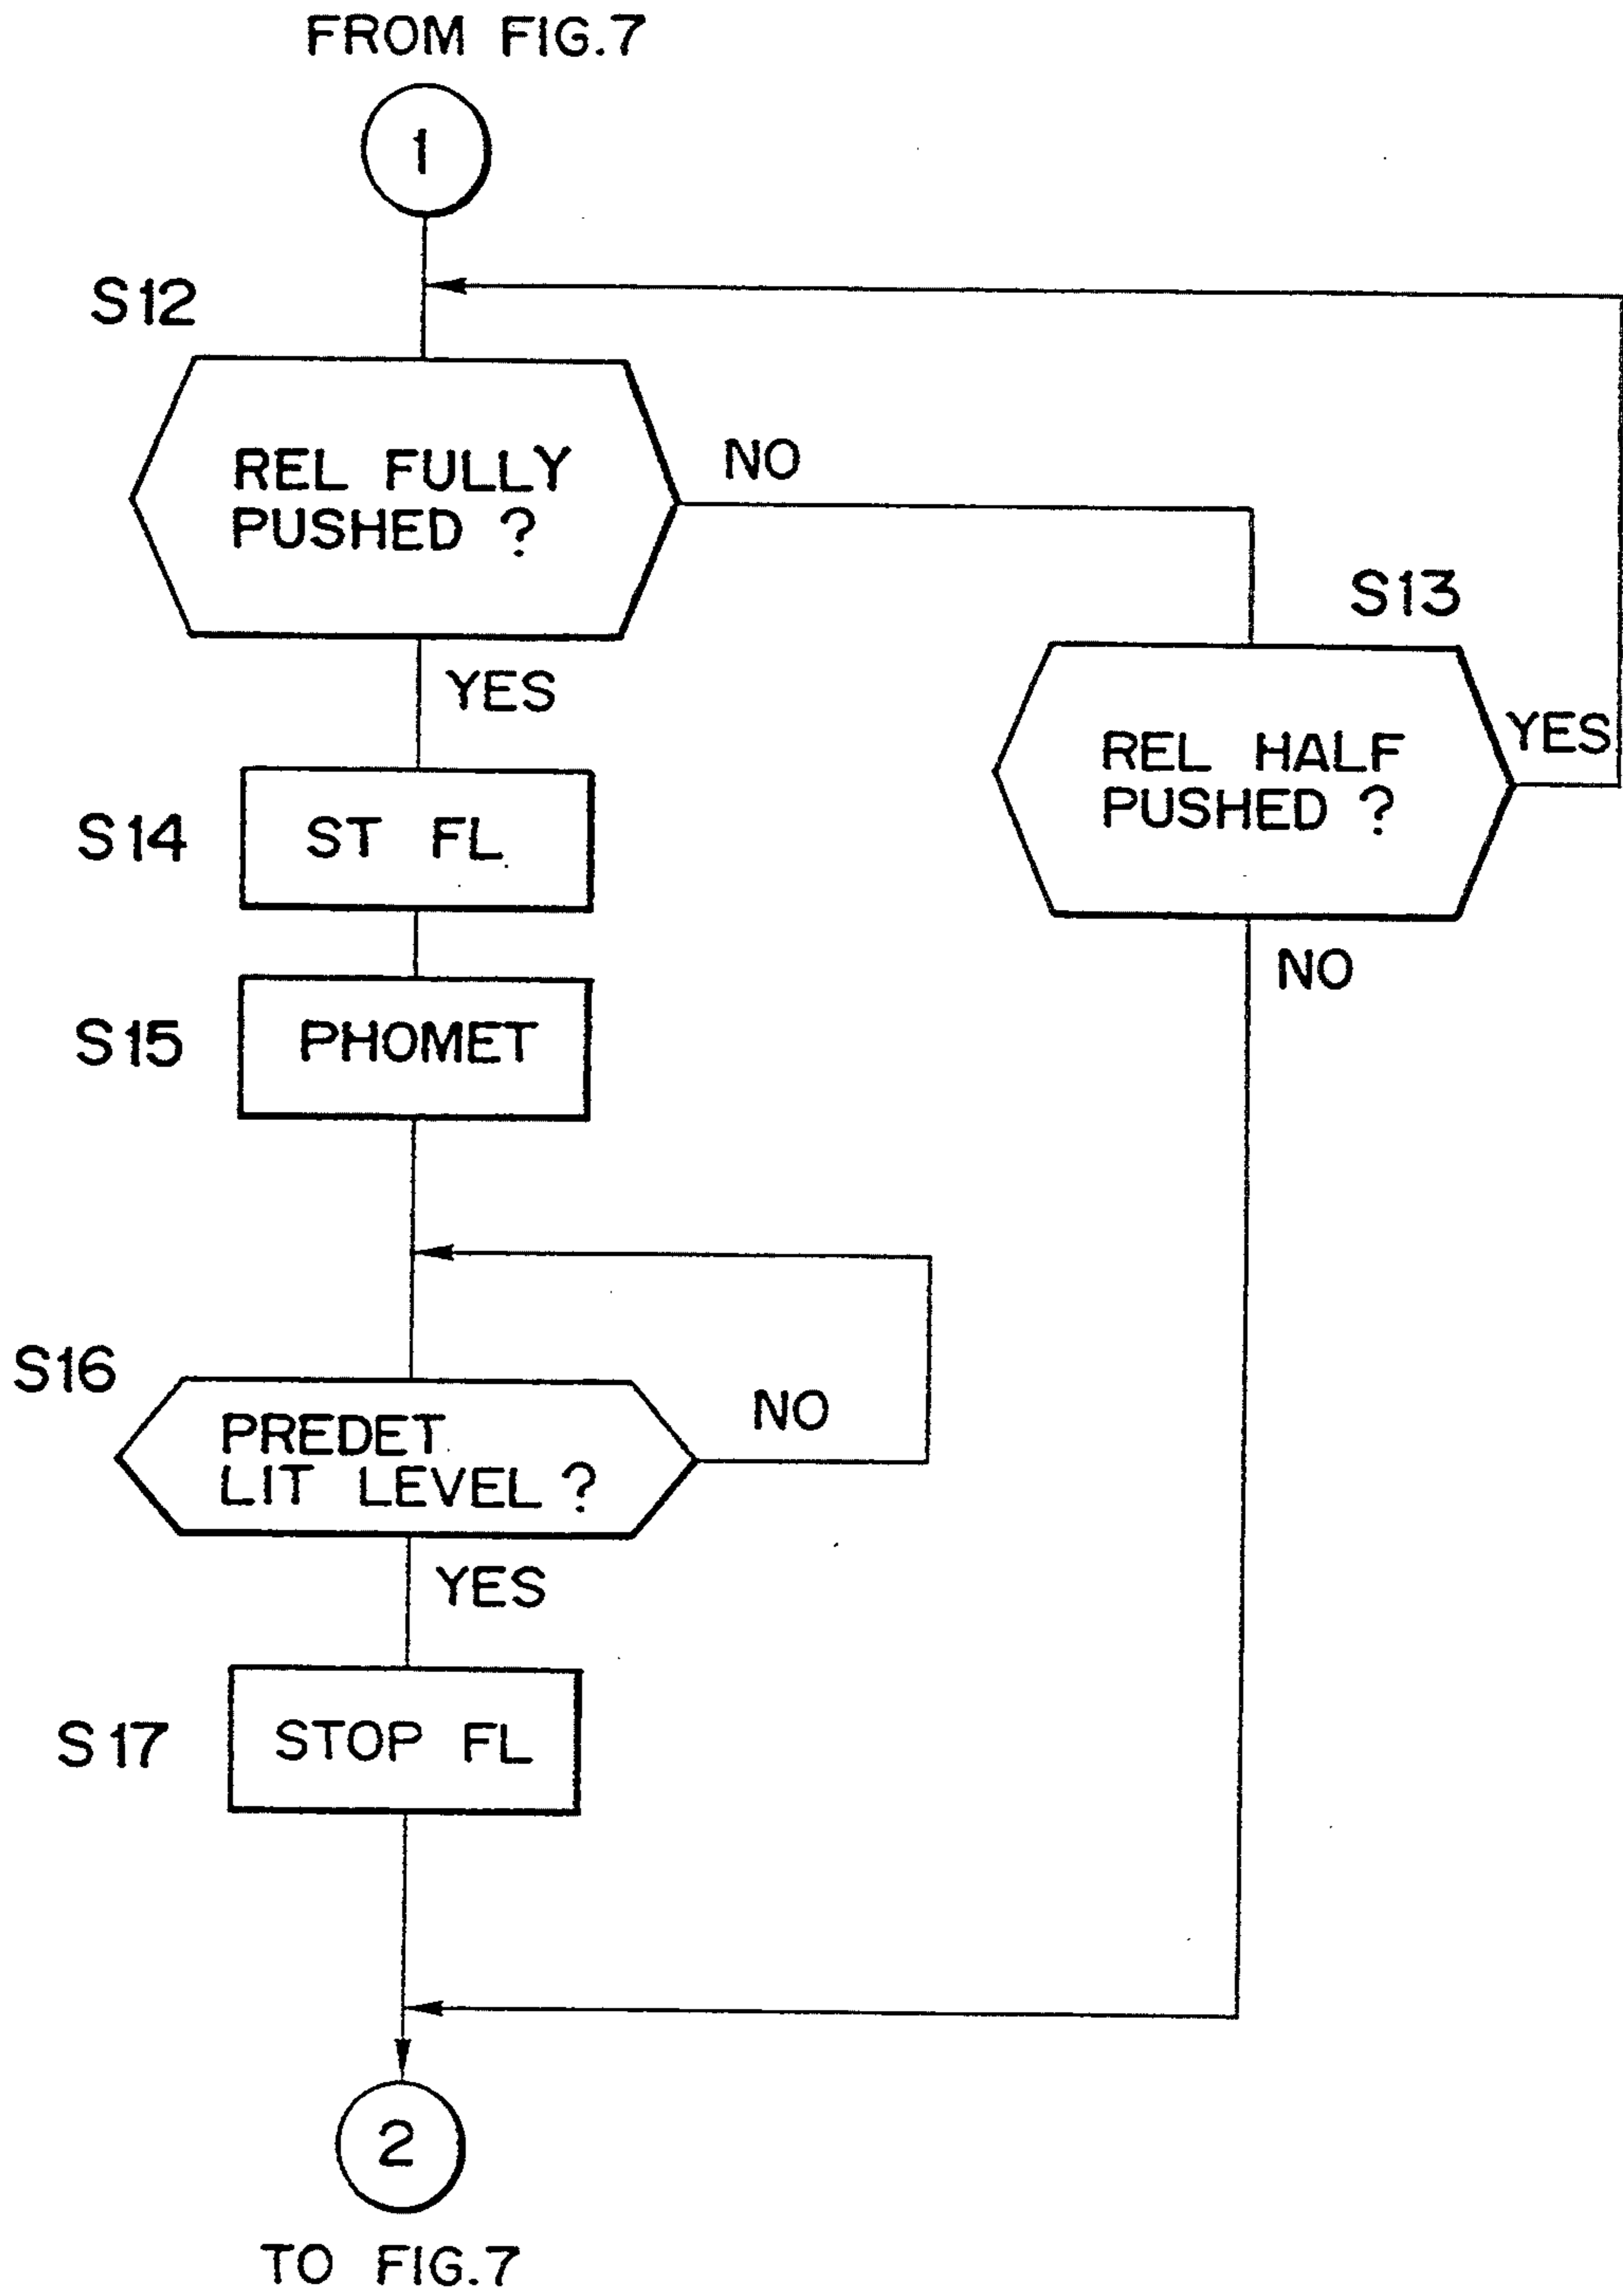 FROM FIG.7
1
S12
REL FULLY
PUSHED ?
NO
YES
S13
REL HALF
PUSHED ?
YES
NO
S14
ST FL
S15
PHOMET
S16
PREDET
LIT LEVEL ?
NO
YES
S17
STOP FL
2
TO FIG.7